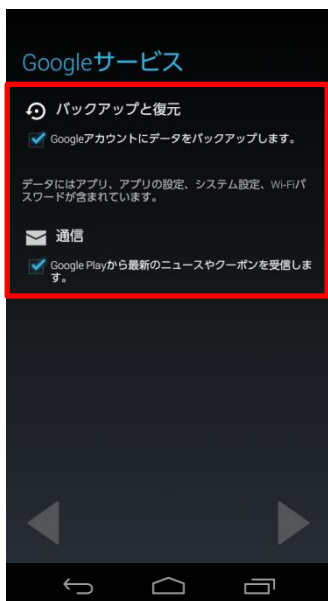 Googleサービス
バックアップと復元
Googleアカウントにデータをバックアップします。
データにはアプリ、アプリの設定、システム設定、Wi-Fiパ
スワードが含まれています。
通信
Google Playから最新のニュースやクーポンを受信しま
す。